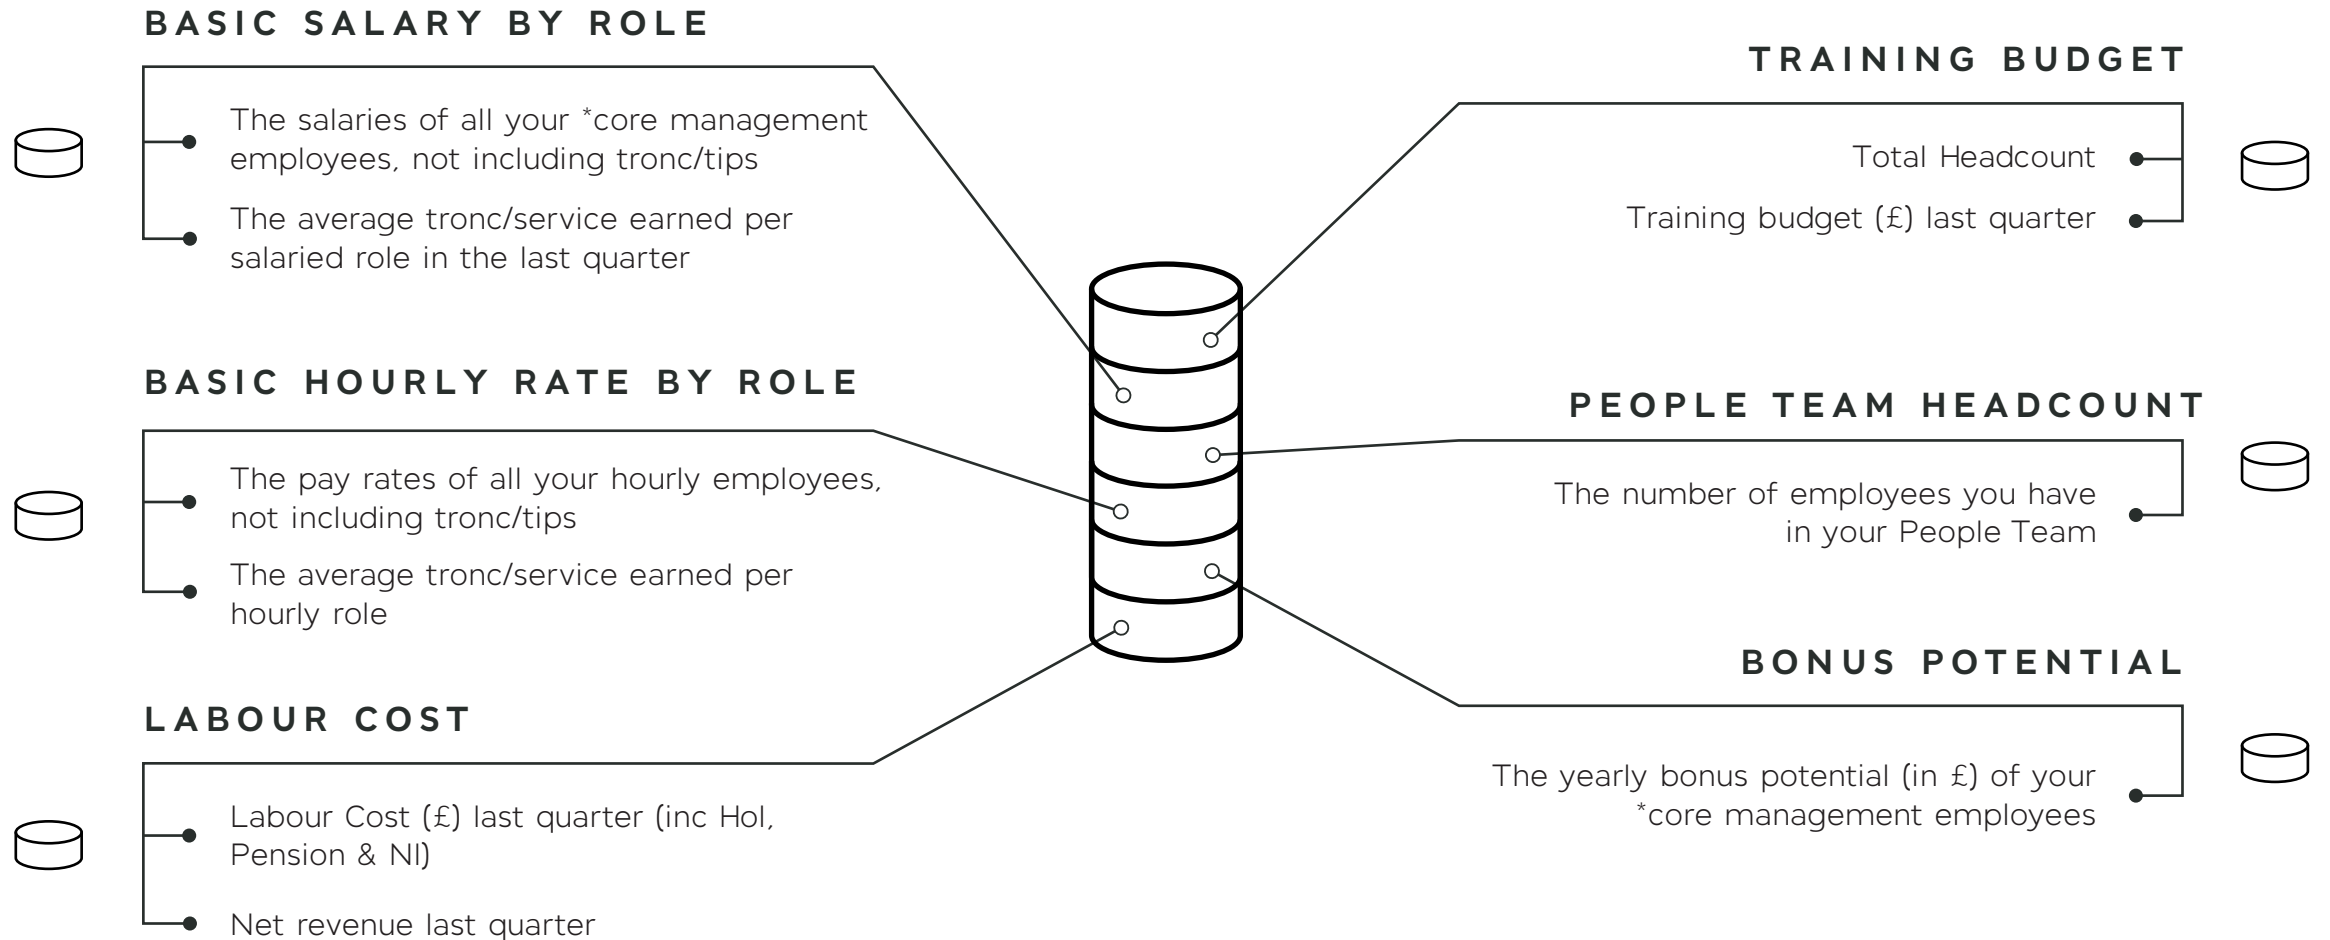 BASIC SALARY BY ROLE
The salaries of all your *core management
employees, not including tronc/tips
The average tronc/service earned per
salaried role in the last quarter
BASIC HOURLY RATE BY ROLE
The pay rates of all your hourly employees,
not including tronc/tips
The average tronc/service earned per
hourly role
LABOUR COST
Labour Cost (£) last quarter (inc Hol,
Pension & NI)
Net revenue last quarter
TRAINING BUDGET
Total Headcount
Training budget (£) last quarter
PEOPLE TEAM HEADCOUNT
The number of employees you have
in your People Team
BONUS POTENTIAL
The yearly bonus potential (in £) of your
*core management employees